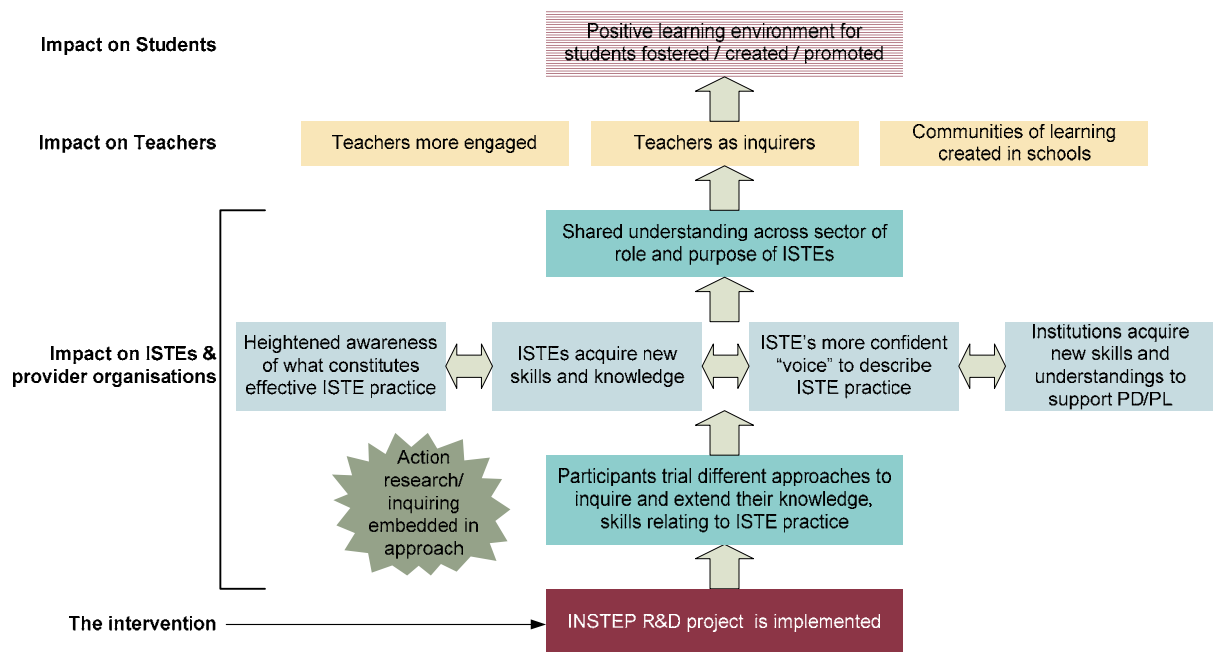 Impact on Students
Positive learning environment for
students fostered / created / promoted
Impact on Teachers
Teachers more engaged
Teachers as inquirers
Communities of learning
created in schools
Shared understanding across sector of
role and purpose of ISTEs
Impact on ISTEs &
provider organisations
Heightened awareness
of what constitutes
effective ISTE practice
ISTEs acquire new
skills and knowledge
ISTE's more confident
“voice” to describe
ISTE practice
Institutions acquire
new skills and
understandings to
support PD/PL
Action
research/
inquiring
embedded in
approach
Participants trial different approaches to
inquire and extend their knowledge,
skills relating to ISTE practice
The intervention
INSTEP R&D project is implemented